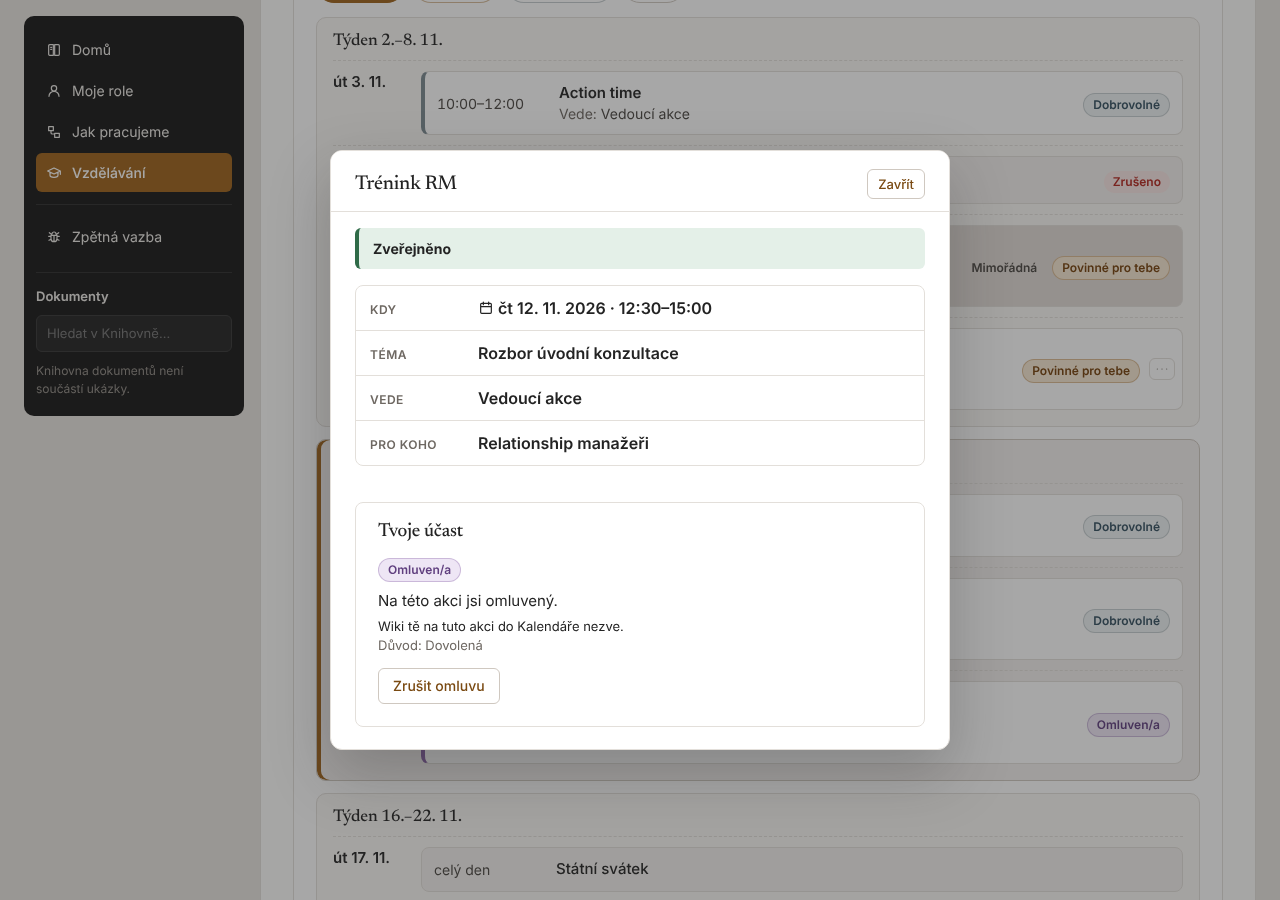 Domů
Moje role
Jak pracujeme
Vzdělávání
Zpětná vazba
Dokumenty
Hledat v Knihovně…
Knihovna dokumentů není
součástí ukázky.
Týden 2.–8. 11.
út 3. 11.
10:00–12:00
Action time
Vede: Vedoucí akce
Dobrovolné
Zrušeno
Mimořádná
Povinné pro tebe
Povinné pro tebe
Trénink RM
Zavřít
Zveřejněno
KDY
čt 12. 11. 2026 · 12:30–15:00
TÉMA
Rozbor úvodní konzultace
VEDE
Vedoucí akce
PRO KOHO
Relationship manažeři
Tvoje účast
Omluven/a
Na této akci jsi omluvený.
Wiki tě na tuto akci do Kalendáře nezve.
Důvod: Dovolená
Zrušit omluvu
Dobrovolné
Dobrovolné
Omluven/a
Týden 16.–22. 11.
út 17. 11.
celý den
Státní svátek